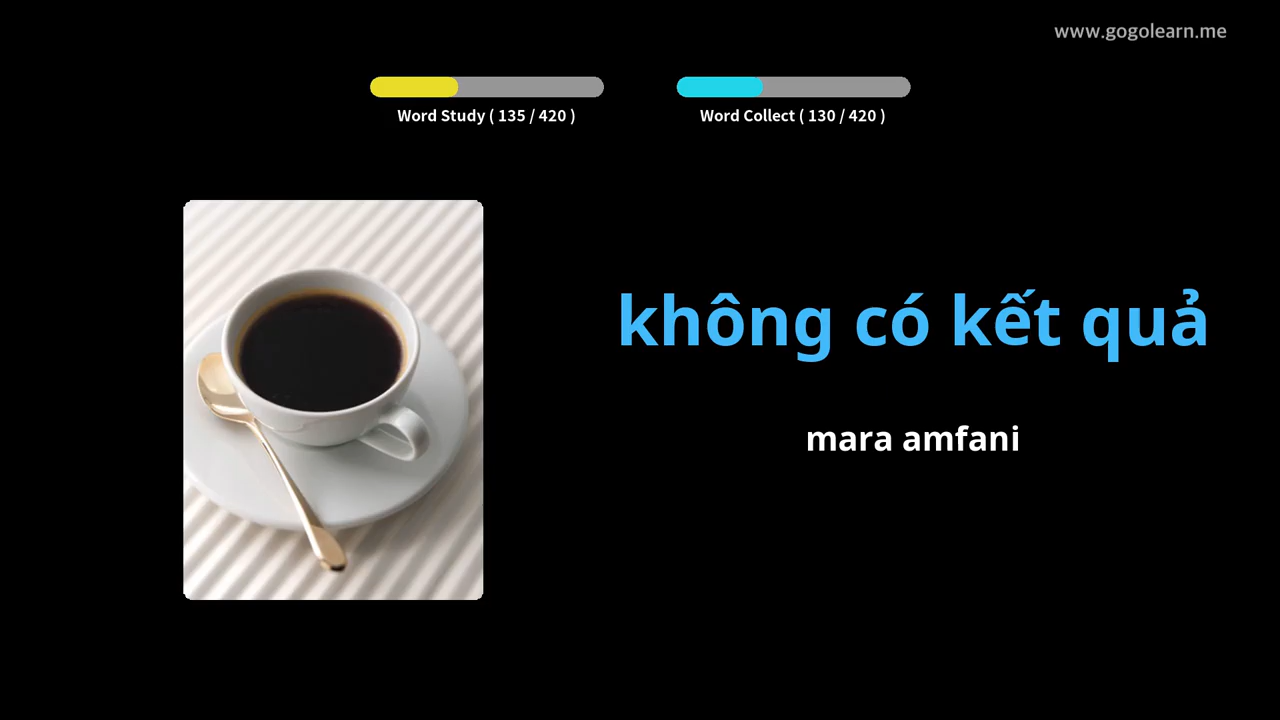 www.gogolearn.me
Word Study ( 135 / 420 )
Word Collect ( 130 / 420 )
không có kết quả
mara amfani